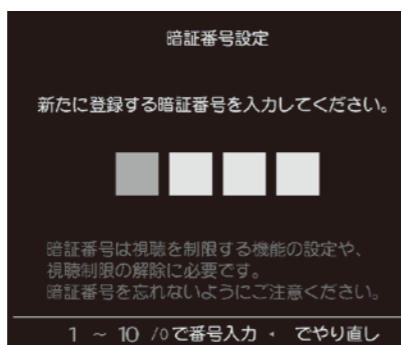 暗証番号設定
新たに登録する暗証番号を入力してください。
暗証番号は視聴を制限する機能の設定や、
視聴制限の解除に必要です。
暗証番号を忘れないようにご注意ください。
1 ~ 10 /0で番号入力 ・ でやり直し